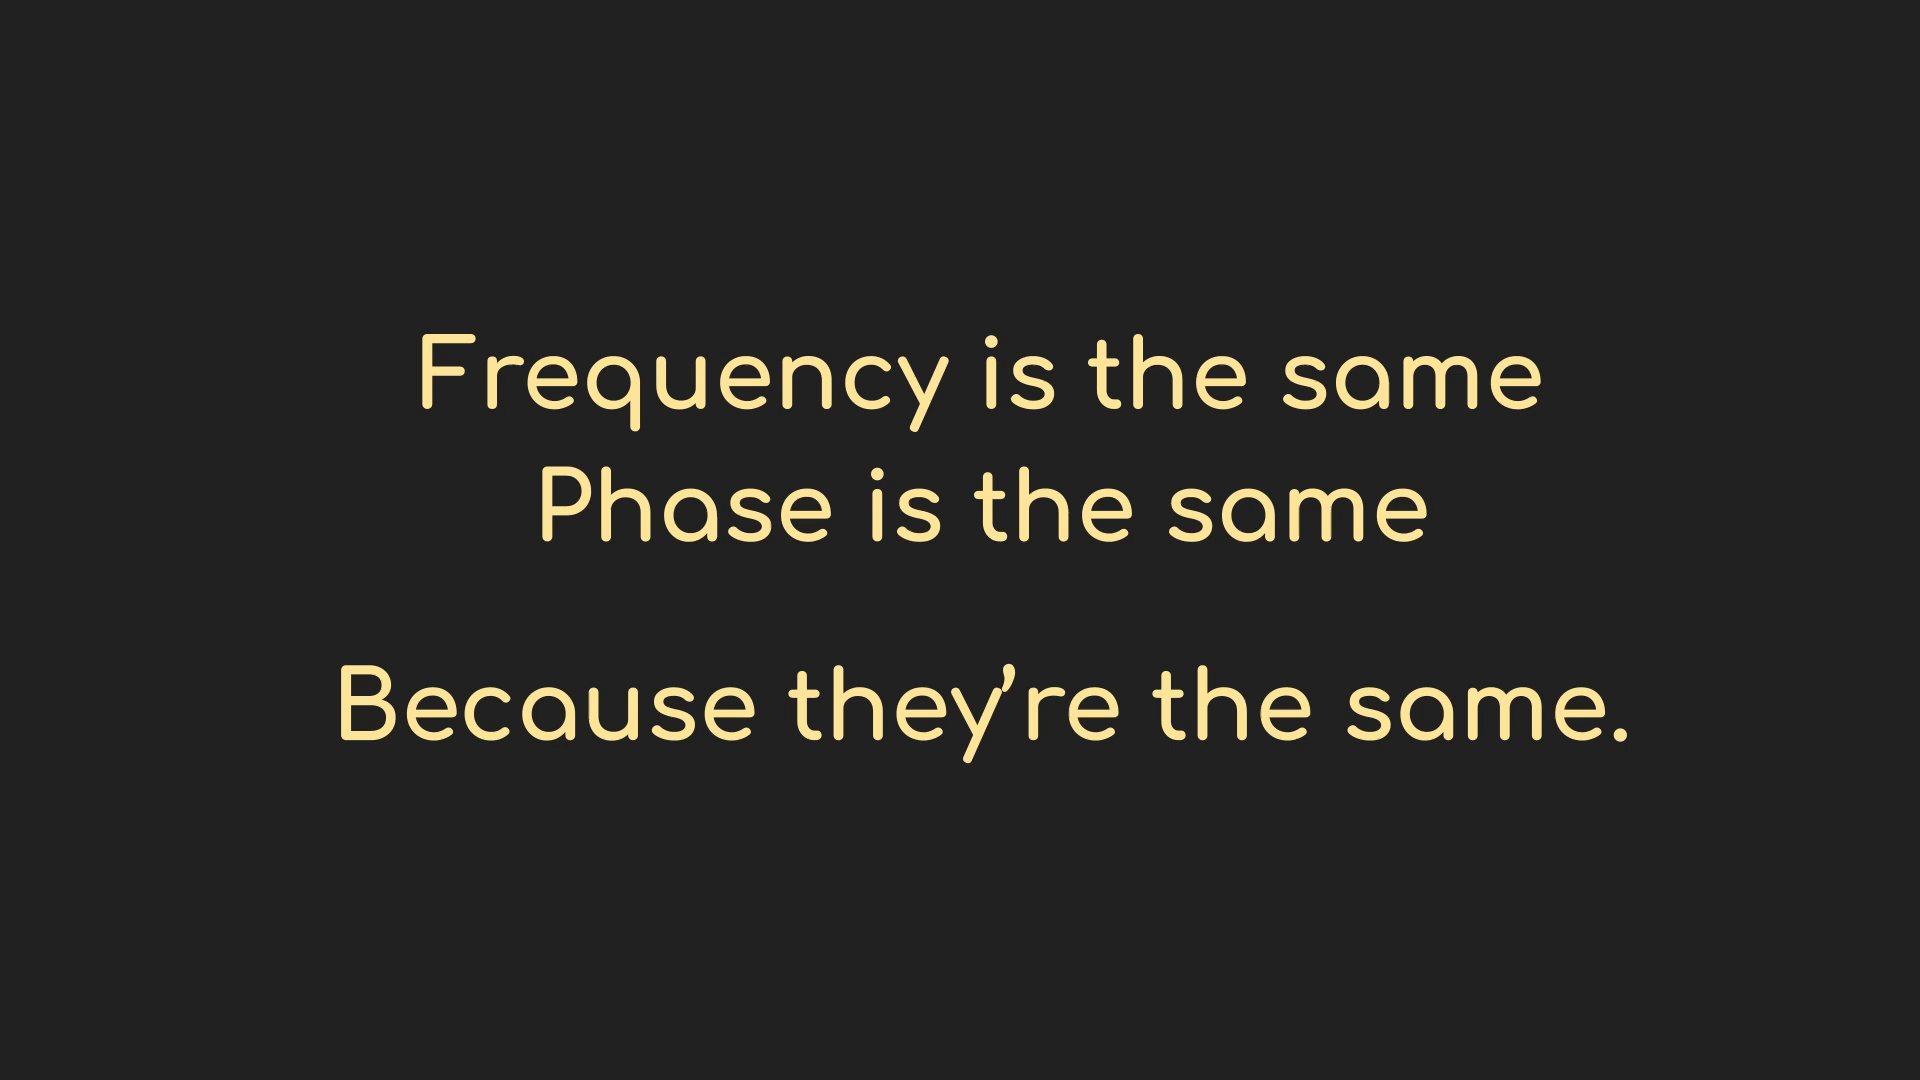 Frequency is the same
Phase is the same
Because they’re the same.